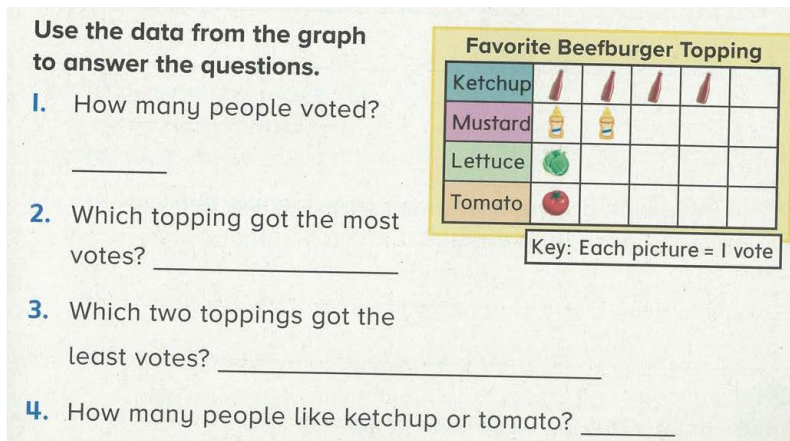 Use the data from the graph
to answer the questions.
1. How many people voted?
2. Which topping got the most
votes?
3. Which two toppings got the
least votes?
4. How many people like ketchup or tomato?
Favorite Beefburger Topping
Ketchup
Mustard
Lettuce
Tomato
Key: Each picture = 1 vote